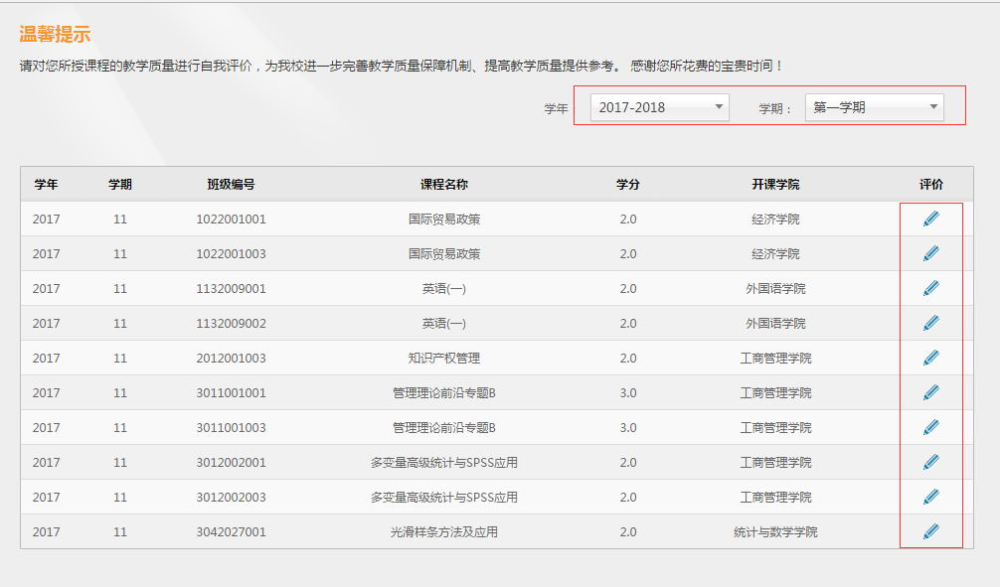 温馨提示
请对您所授课程的教学质量进行自我评价，为我校进一步完善教学质量保障机制、提高教学质量提供参考。 感谢您所花费的宝贵时间！
学年： 2017-2018 学期： 第一学期
学年 学期 班级编号 课程名称 学分 开课学院 评价
2017 11 1022001001 国际贸易政策 2.0 经济学院
2017 11 1022001003 国际贸易政策 2.0 经济学院
2017 11 1132009001 英语(一) 2.0 外国语学院
2017 11 1132009002 英语(一) 2.0 外国语学院
2017 11 2012001003 知识产权管理 2.0 工商管理学院
2017 11 3011001001 管理理论前沿专题B 3.0 工商管理学院
2017 11 3011001003 管理理论前沿专题B 3.0 工商管理学院
2017 11 3012002001 多变量高级统计与SPSS应用 2.0 工商管理学院
2017 11 3012002003 多变量高级统计与SPSS应用 2.0 工商管理学院
2017 11 3042027001 光滑样条方法及应用 2.0 统计与数学学院